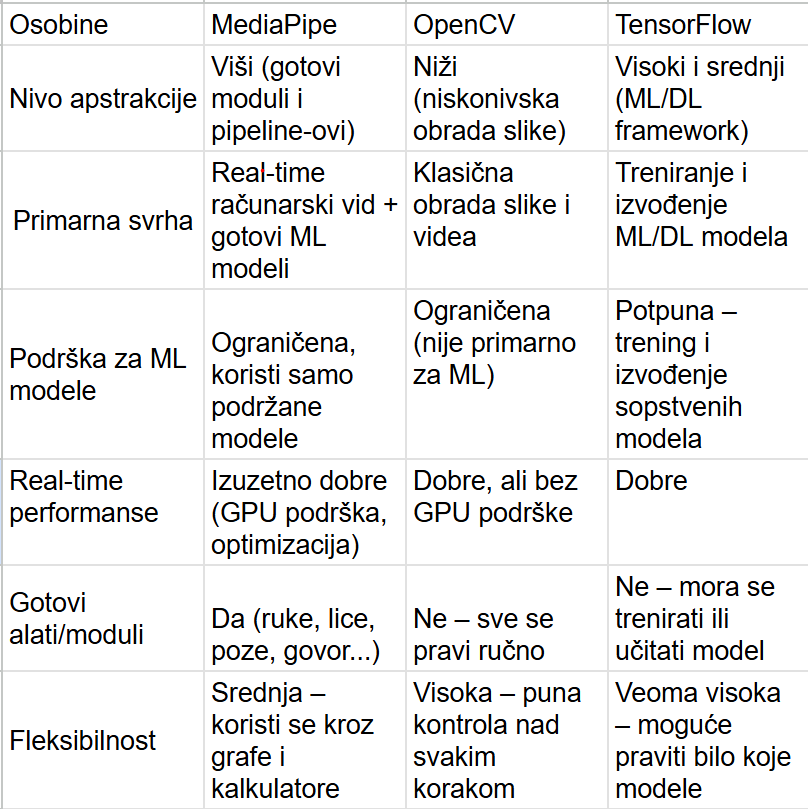 Osobine
MediaPipe
OpenCV
TensorFlow
Nivo apstrakcije
Viši (gotovi
moduli i
pipeline-ovi)
Niži
(niskonivska
obrada slike)
Visoki i srednji
(ML/DL
framework)
Primarna svrha
Real-time
računarski vid +
gotovi ML
modeli
Klasična
obrada slike i
videa
Treniranje i
izvođenje
ML/DL modela
Podrška za ML
modele
Ograničena,
koristi samo
podržane
modele
Ograničena
(nije primarno
za ML)
Potpuna –
trening i
izvođenje
sopstvenih
modela
Real-time
performanse
Izuzetno dobre
(GPU podrška,
optimizacija)
Dobre, ali bez
GPU podrške
Dobre
Gotovi
alati/moduli
Da (ruke, lice,
poze, govor...)
Ne – sve se
pravi ručno
Ne – mora se
trenirati ili
učitati model
Fleksibilnost
Srednja –
koristi se kroz
grafe i
kalkulatore
Visoka – puna
kontrola nad
svakim
korakom
Veoma visoka
– moguće
praviti bilo koje
modele